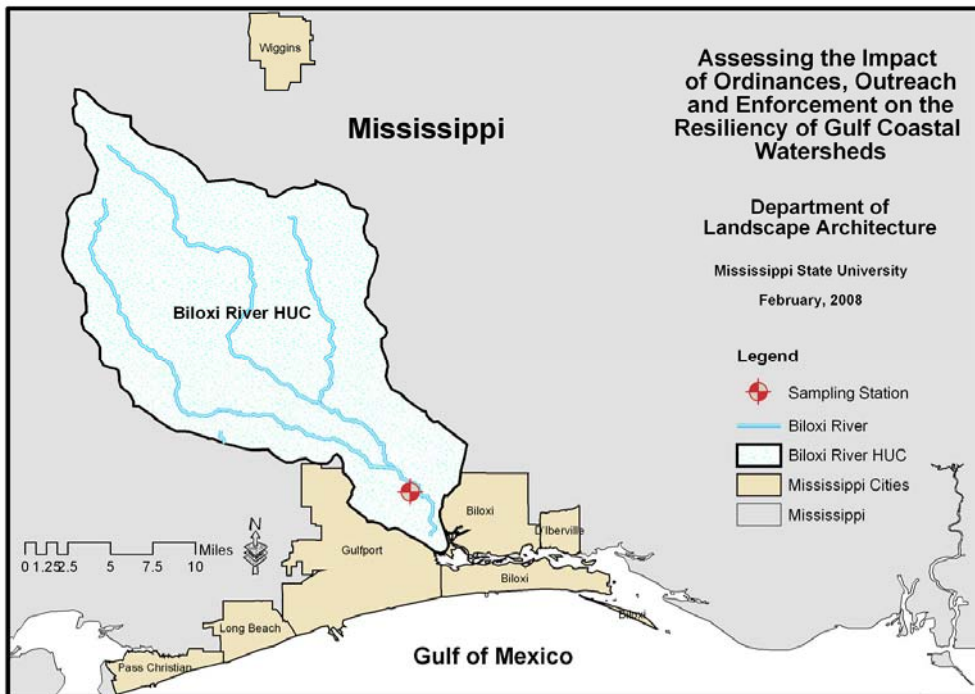 Wiggins
Mississippi
Assessing the Impact
of Ordinances, Outreach
and Enforcement on the
Resiliency of Gulf Coastal
Watersheds
Department of
Landscape Architecture
Mississippi State University
February, 2008
Biloxi River HUC
Legend
Sampling Station
Biloxi River
Biloxi River HUC
Mississippi Cities
Mississippi
Biloxi
D'Iberville
N
Miles
0 1.25 2.5 5 7.5 10
Gulfport
Biloxi
Biloxi
Long Beach
Pass Christian
Gulf of Mexico